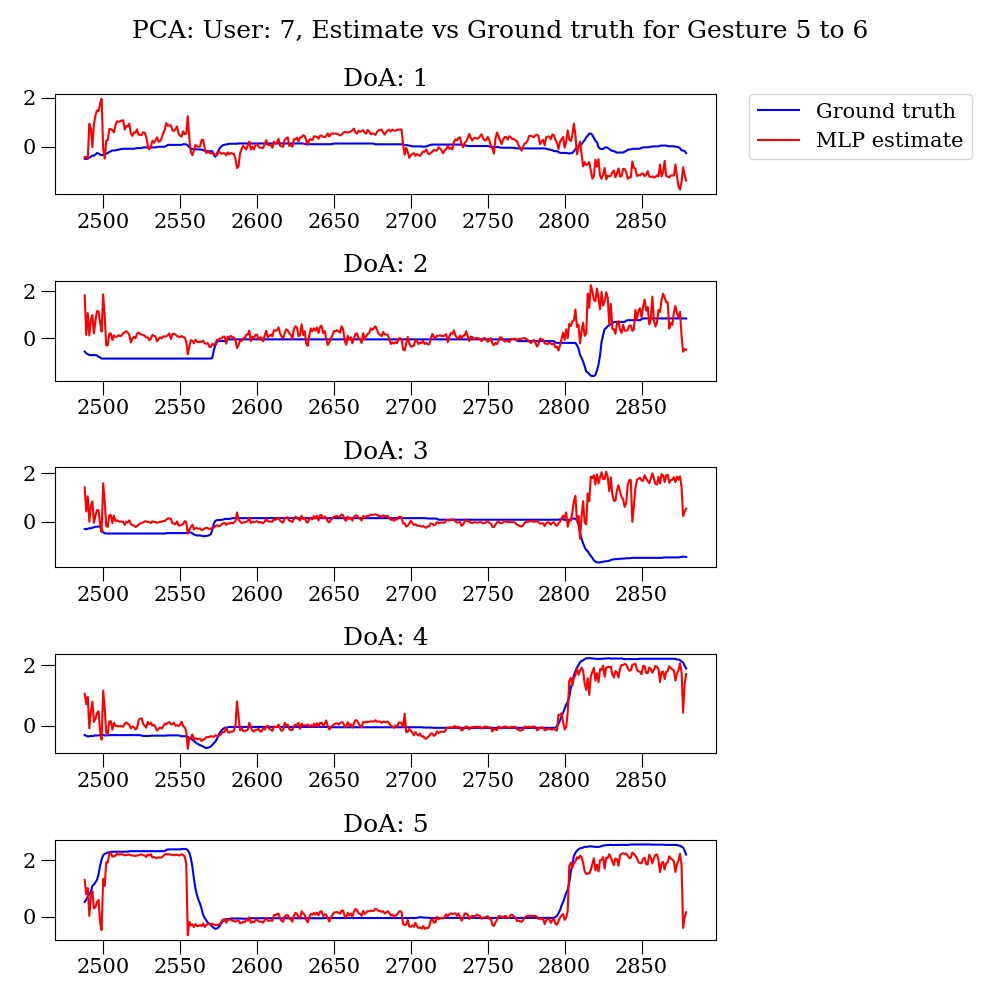 PCA: User: 7, Estimate vs Ground truth for Gesture 5 to 6
DoA: 1
2
0
2500 2550 2600 2650 2700 2750 2800 2850
Ground truth
MLP estimate
DoA: 2
2
0
2500 2550 2600 2650 2700 2750 2800 2850
DoA: 3
2
0
2500 2550 2600 2650 2700 2750 2800 2850
DoA: 4
2
0
2500 2550 2600 2650 2700 2750 2800 2850
DoA: 5
2
0
2500 2550 2600 2650 2700 2750 2800 2850